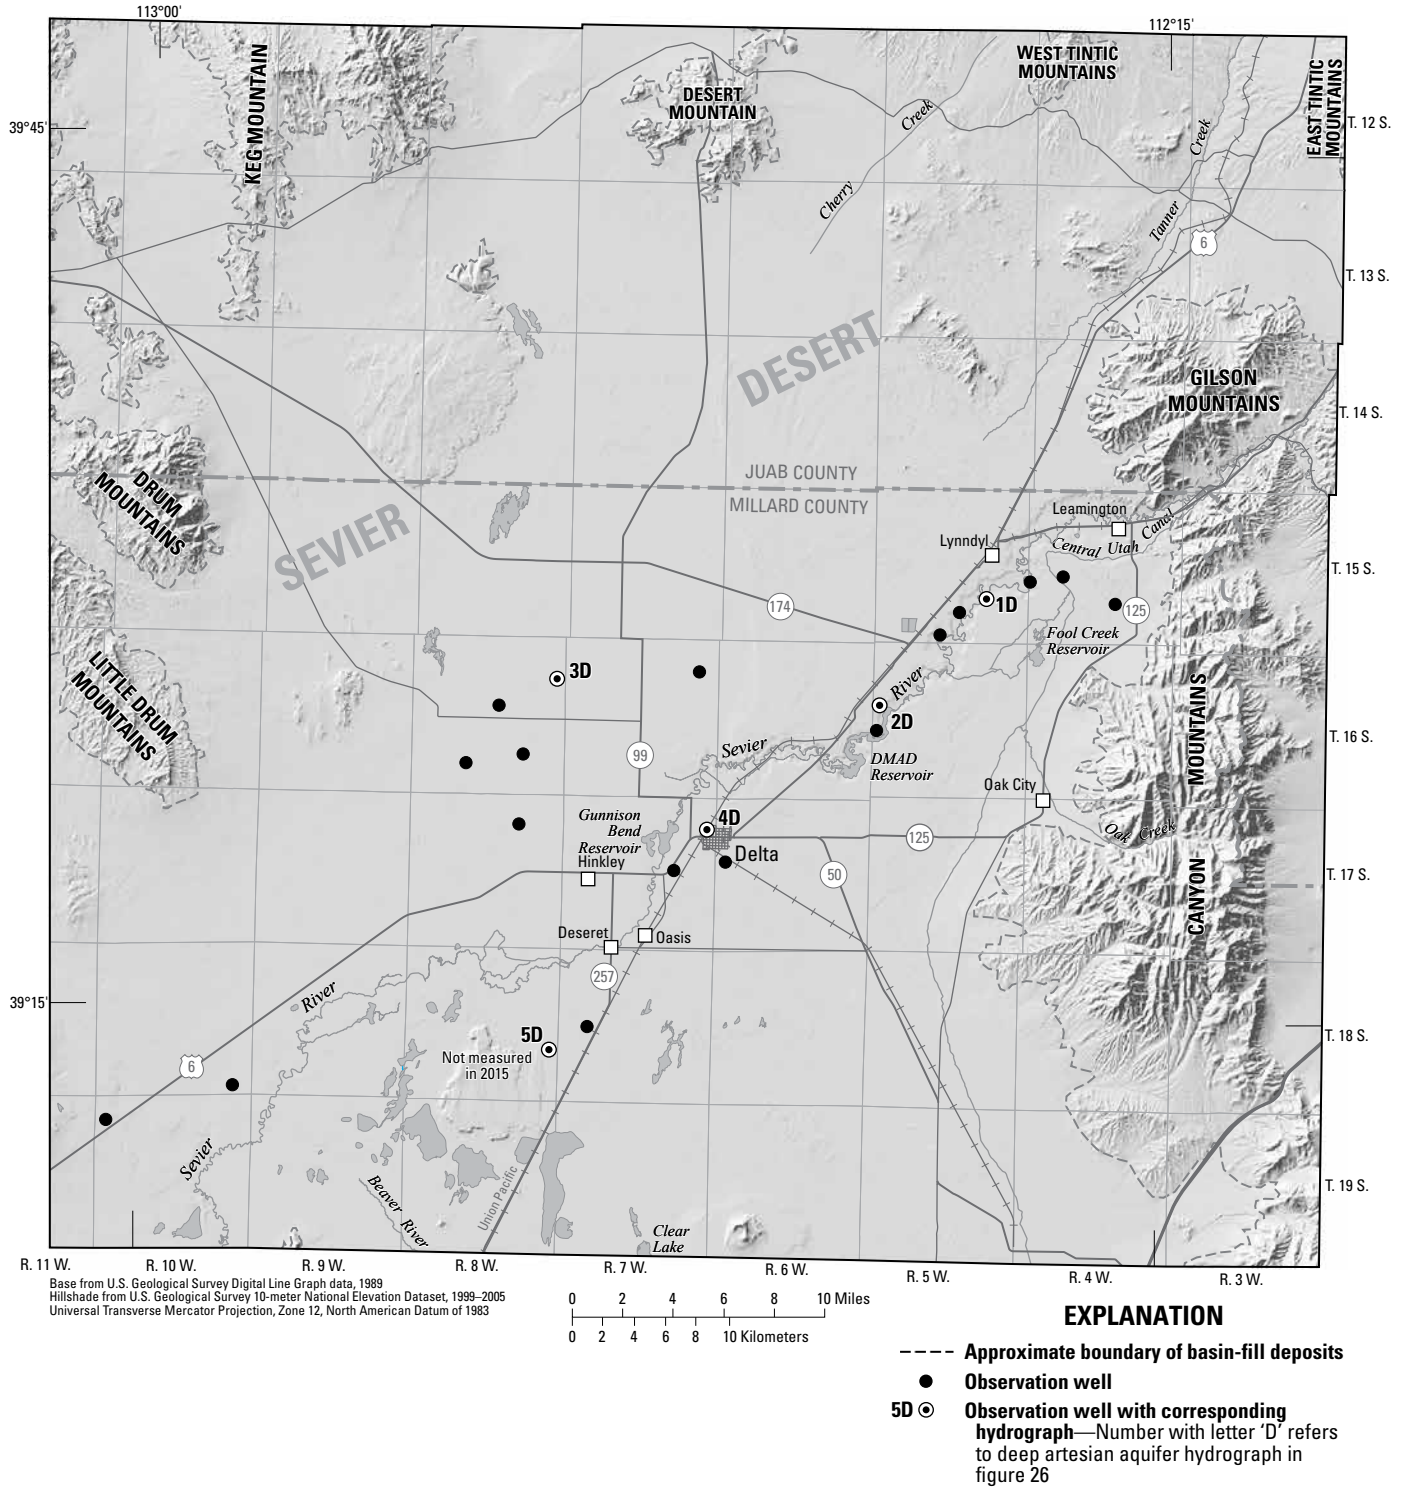 113°00'
112°15'
39°45'
39°15'
KEG MOUNTAIN
DESERT
MOUNTAIN
WEST TINTIC
MOUNTAINS
EAST TINTIC
MOUNTAINS
T. 12 S.
Cherry
Creek
Tanner
Creek
6
T. 13 S.
DESERT
GILSON
MOUNTAINS
T. 14 S.
DRUM
MOUNTAINS
JUAB COUNTY
MILLARD COUNTY
SEVIER
Leamington
Lynndyl
Central Utah
Canal
T. 15 S.
174
1D
125
Fool Creek
Reservoir
LITTLE DRUM
MOUNTAINS
3D
River
2D
Sevier
99
DMAD
Reservoir
MOUNTAINS
T. 16 S.
Oak City
Gunnison
Bend
Reservoir
4D
Oak Creek
125
Hinkley
Delta
50
T. 17 S.
CANYON
Deseret
Oasis
257
River
5D
Not measured
in 2015
T. 18 S.
6
Sevier
Beaver River
Union Pacific
T. 19 S.
Clear
Lake
R. 11 W.
R. 10 W.
R. 9 W.
R. 8 W.
R. 7 W.
R. 6 W.
R. 5 W.
R. 4 W.
R. 3 W.
Base from U.S. Geological Survey Digital Line Graph data, 1989
Hillshade from U.S. Geological Survey 10-meter National Elevation Dataset, 1999–2005
Universal Transverse Mercator Projection, Zone 12, North American Datum of 1983
0 2 4 6 8 10 Miles
0 2 4 6 8 10 Kilometers
EXPLANATION
Approximate boundary of basin-fill deposits
Observation well
5D Observation well with corresponding
hydrograph—Number with letter ‘D’ refers
to deep artesian aquifer hydrograph in
figure 26